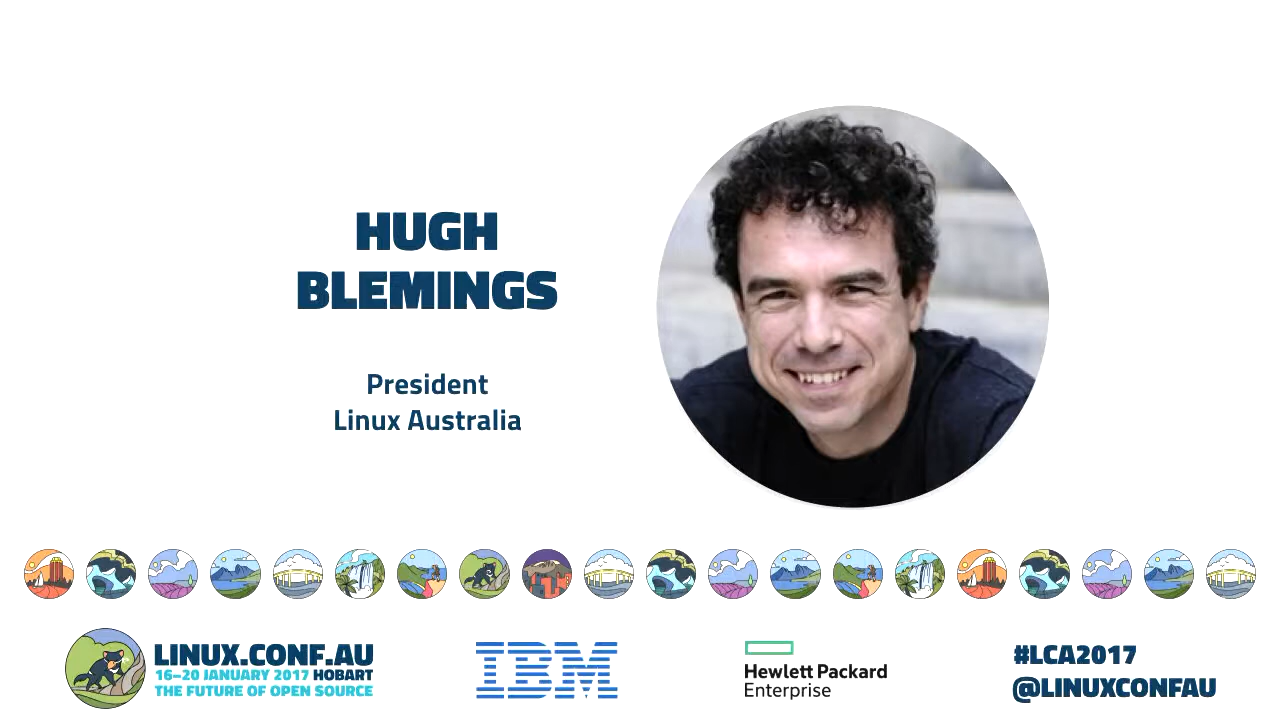 HUGH
BLEMINGS
President
Linux Australia
LINUX.CONF.AU
16–20 JANUARY 2017 HOBART
THE FUTURE OF OPEN SOURCE
IBM
Hewlett Packard
Enterprise
#LCA2017
@LINUXCONFAU